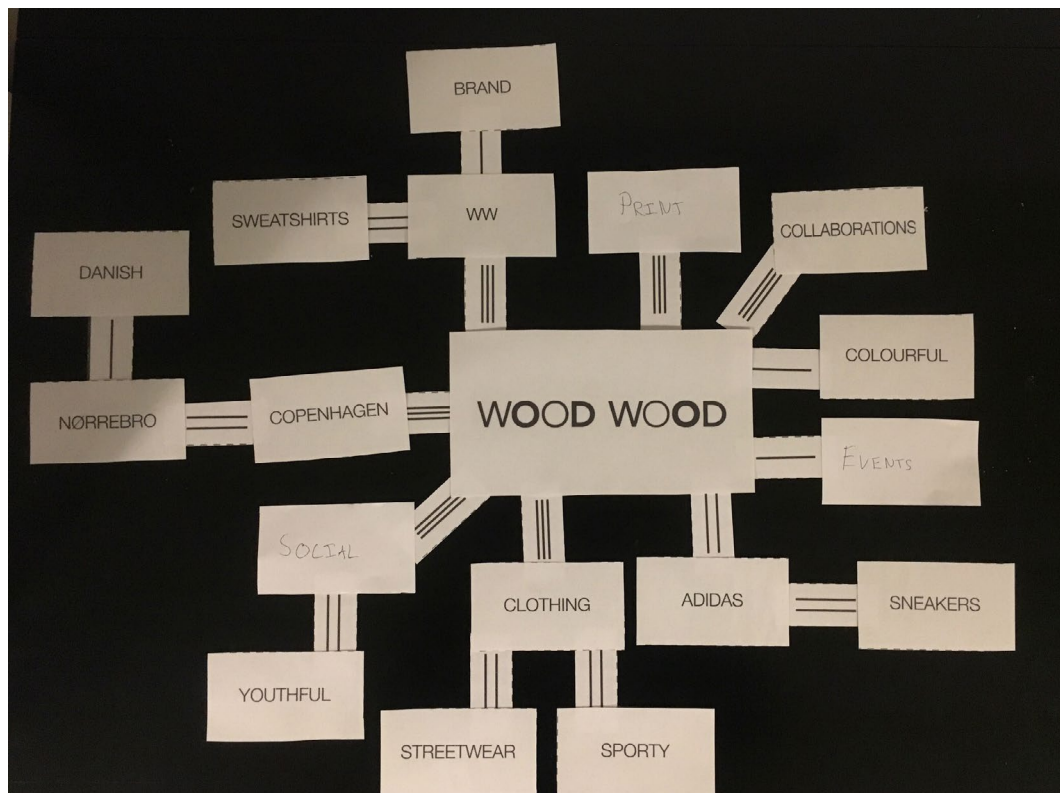 BRAND
SWEATSHIRTS
WW
PRINT
COLLABORATIONS
DANISH
COLOURFUL
NØRREBRO
COPENHAGEN
WOOD WOOD
EVENTS
SOCIAL
CLOTHING
ADIDAS
SNEAKERS
YOUTHFUL
STREETWEAR
SPORTY